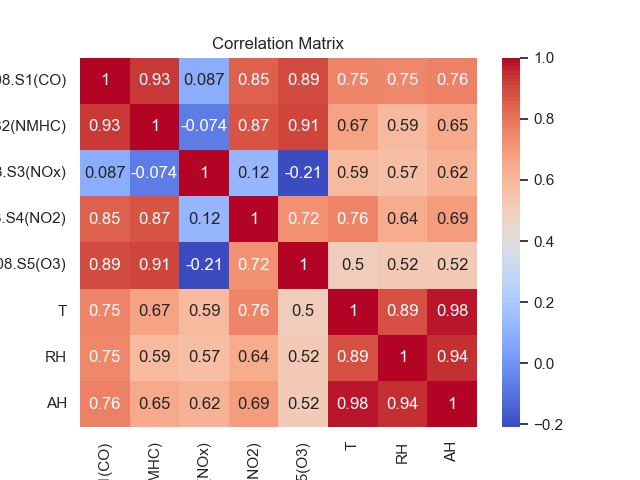 Correlation Matrix
08.S1(CO) 1 0.93 0.087 0.85 0.89 0.75 0.75 0.76
S2(NMHC) 0.93 1 -0.074 0.87 0.91 0.67 0.59 0.65
.S3(NOx) 0.087 -0.074 1 0.12 -0.21 0.59 0.57 0.62
.S4(NO2) 0.85 0.87 0.12 1 0.72 0.76 0.64 0.69
08.S5(O3) 0.89 0.91 -0.21 0.72 1 0.5 0.52 0.52
T 0.75 0.67 0.59 0.76 0.5 1 0.89 0.98
RH 0.75 0.59 0.57 0.64 0.52 0.89 1 0.94
AH 0.76 0.65 0.62 0.69 0.52 0.98 0.94 1
(CO) MHC) NOx) NO2) 5(O3) T RH AH
1.0
0.8
0.6
0.4
0.2
0.0
−0.2